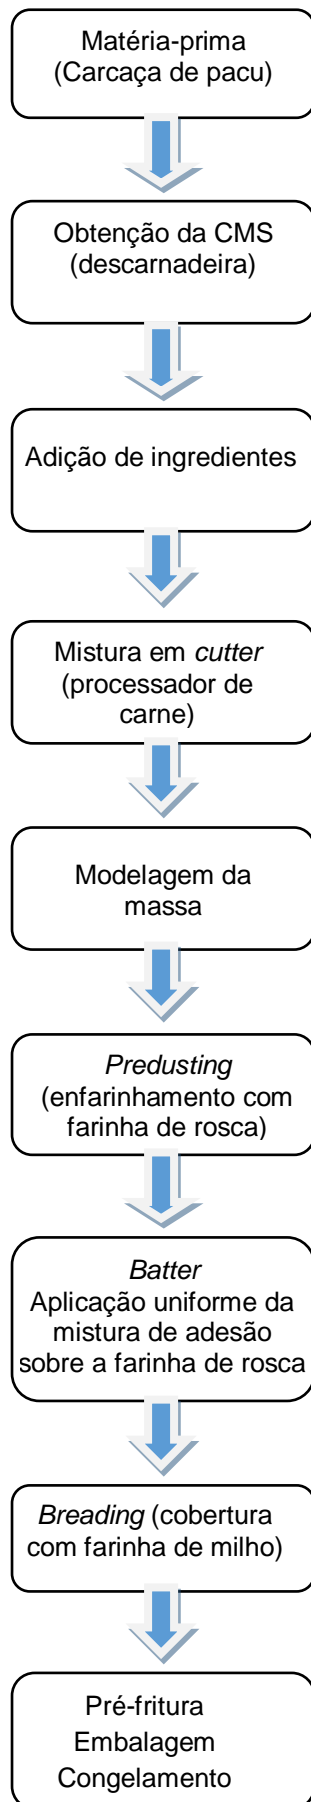 Matéria-prima
(Carcaça de pacu)
Obtenção da CMS
(descarnadeira)
Adição de ingredientes
Mistura em cutter
(processador de
carne)
Modelagem da
massa
Predusting
(enfarinhamento com
farinha de rosca)
Batter
Aplicação uniforme da
mistura de adesão
sobre a farinha de rosca
Breading (cobertura
com farinha de milho)
Pré-fritura
Embalagem
Congelamento